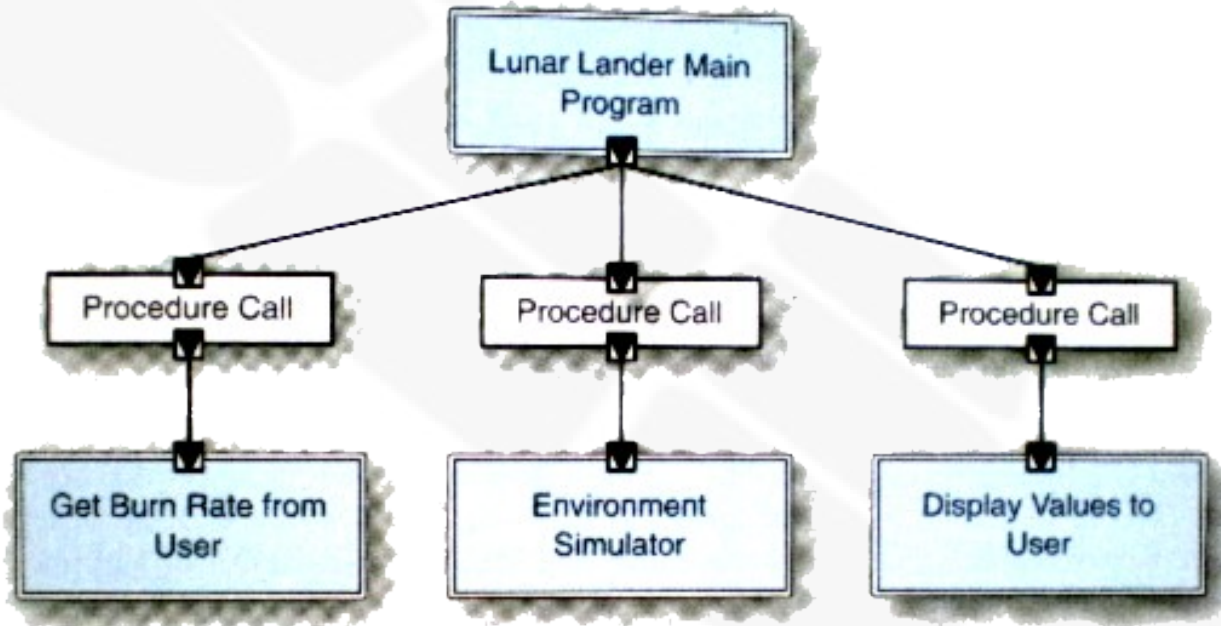 Lunar Lander Main
Program
Procedure Call
Procedure Call
Procedure Call
Get Burn Rate from
User
Environment
Simulator
Display Values to
User